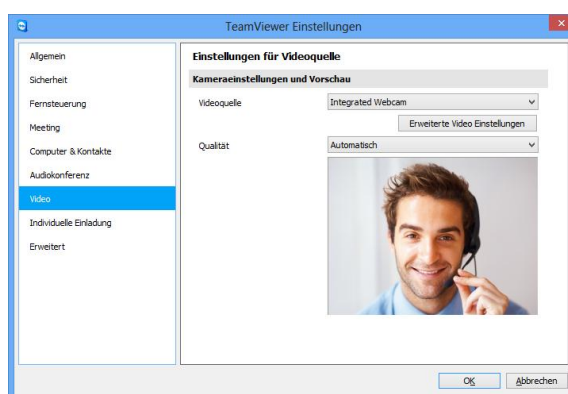 TeamViewer Einstellungen
Allgemein
Sicherheit
Fernsteuerung
Meeting
Computer & Kontakte
Audiokonferenz
Video
Individuelle Einladung
Erweitert
Einstellungen für Videoquelle
Kameraeinstellungen und Vorschau
Videoquelle
Integrated Webcam
Erweiterte Video Einstellungen
Qualität
Automatisch
OK
Abbrechen